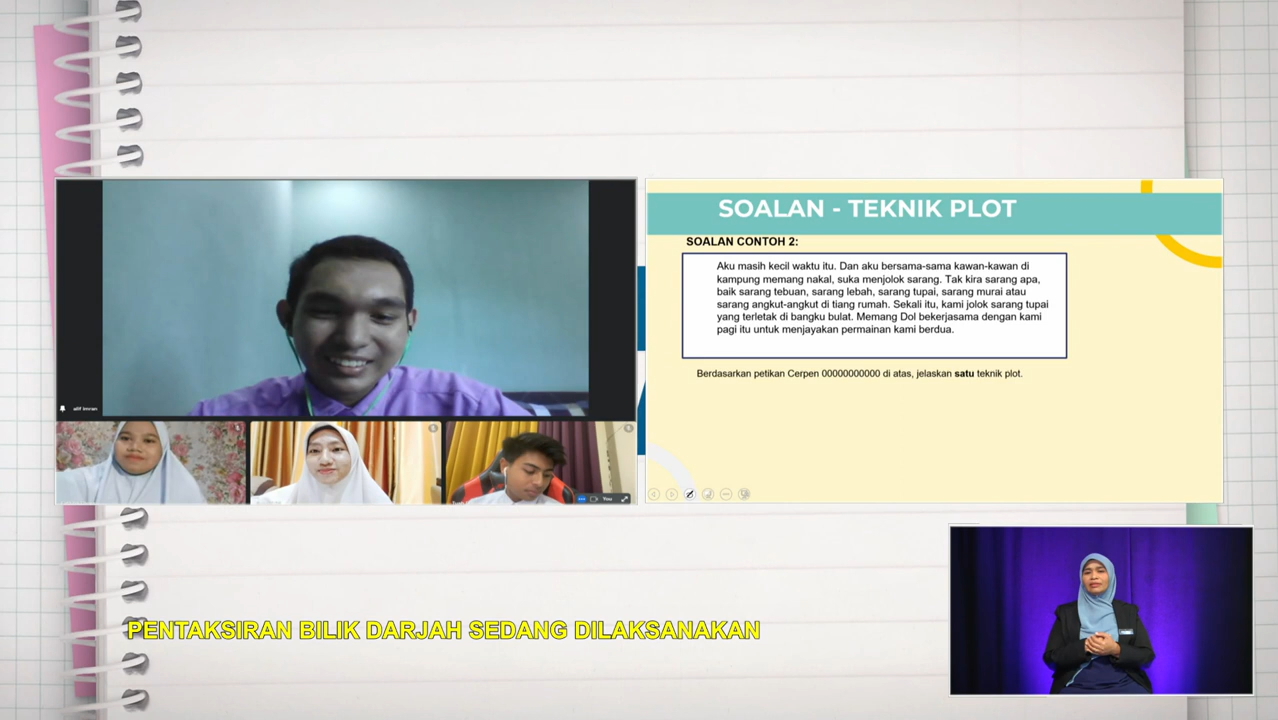 SOALAN - TEKNIK PLOT
SOALAN CONTOH 2:
Aku masih kecil waktu itu. Dan aku bersama-sama kawan-kawan di
kampung memang nakal, suka menjolok sarang. Tak kira sarang apa,
baik sarang tebuan, sarang lebah, sarang tupai, sarang murai atau
sarang angkut-angkut di tiang rumah. Sekali itu, kami jolok sarang tupai
yang terletak di bangku bulat. Memang Dol bekerjasama dengan kami
pagi itu untuk menjayakan permainan kami berdua.
Berdasarkan petikan Cerpen 00000000000 di atas, jelaskan satu teknik plot.
alif imran
You
PENTAKSIRAN BILIK DARJAH SEDANG DILAKSANAKAN